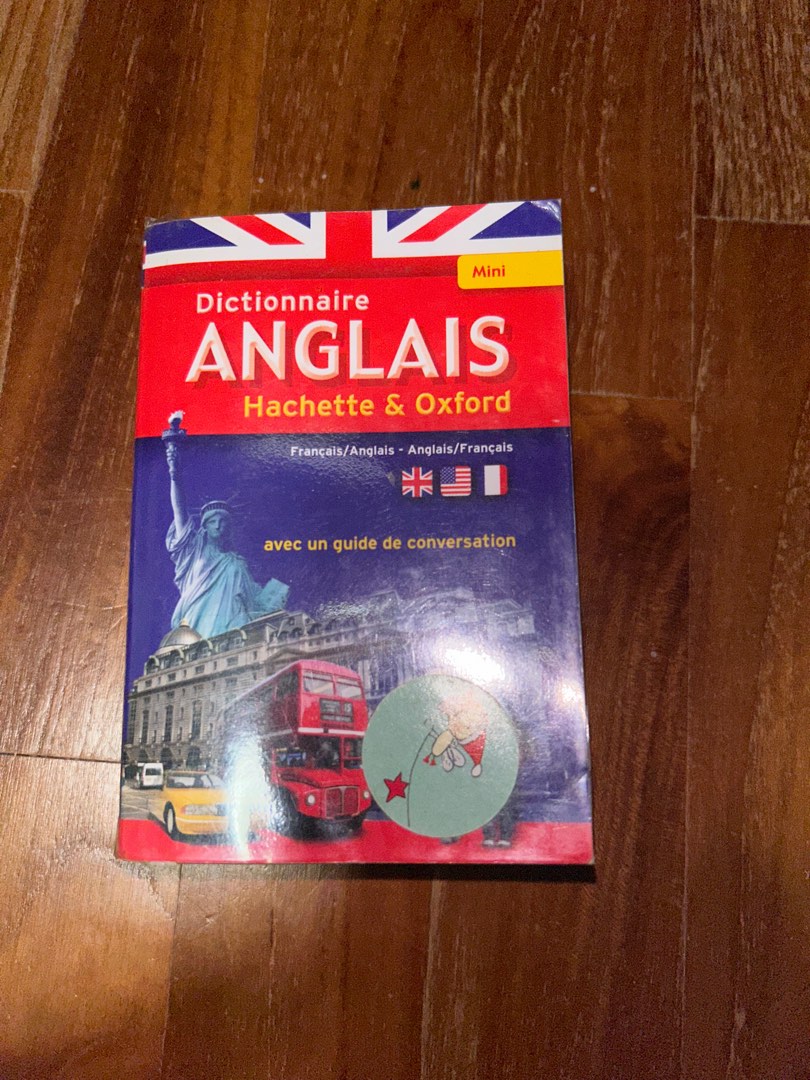 Mini
Dictionnaire
ANGLAIS
Hachette & Oxford
Français/Anglais - Anglais/Français
avec un guide de conversation